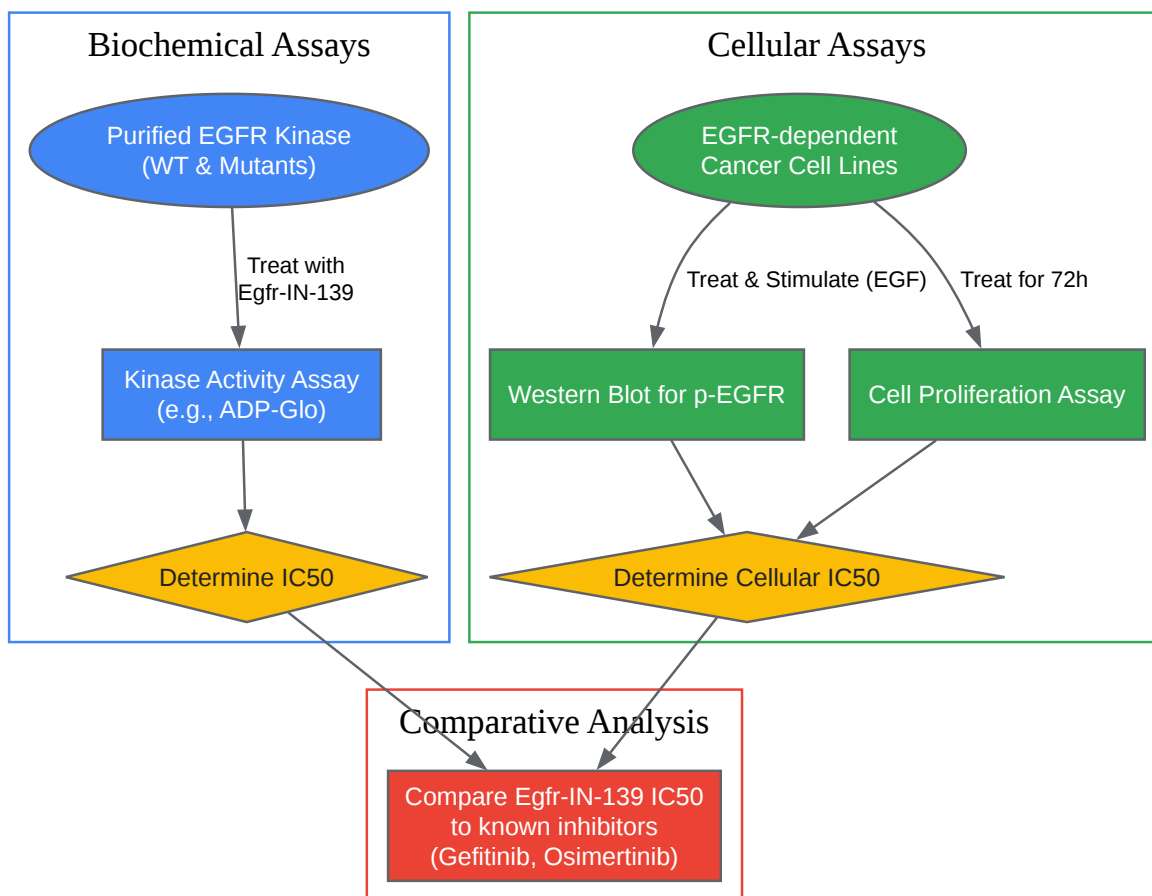 Biochemical Assays
Purified EGFR Kinase
(WT & Mutants)
Treat with
Egfr-IN-139
Kinase Activity Assay
(e.g., ADP-Glo)
Determine IC50
Cellular Assays
EGFR-dependent
Cancer Cell Lines
Treat & Stimulate (EGF)
Treat for 72h
Western Blot for p-EGFR
Cell Proliferation Assay
Determine Cellular IC50
Comparative Analysis
Compare Egfr-IN-139 IC50
to known inhibitors
(Gefitinib, Osimertinib)